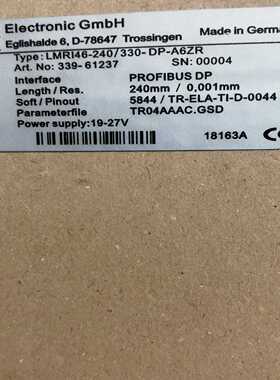 Electronic GmbH
Eglishalde 6, D-78647 Trossingen
Made in Germa
Type: LMRI46-240/330-DP-A6ZR
Art. No: 339-61237 SN: 00004
Interface PROFIBUS DP
Length / Res. 240mm / 0,001mm
Soft / Pinout 5844 / TR-ELA-TI-D-0044
Parameterfile TR04AAAC.GSD
Power supply:19-27V
18163A